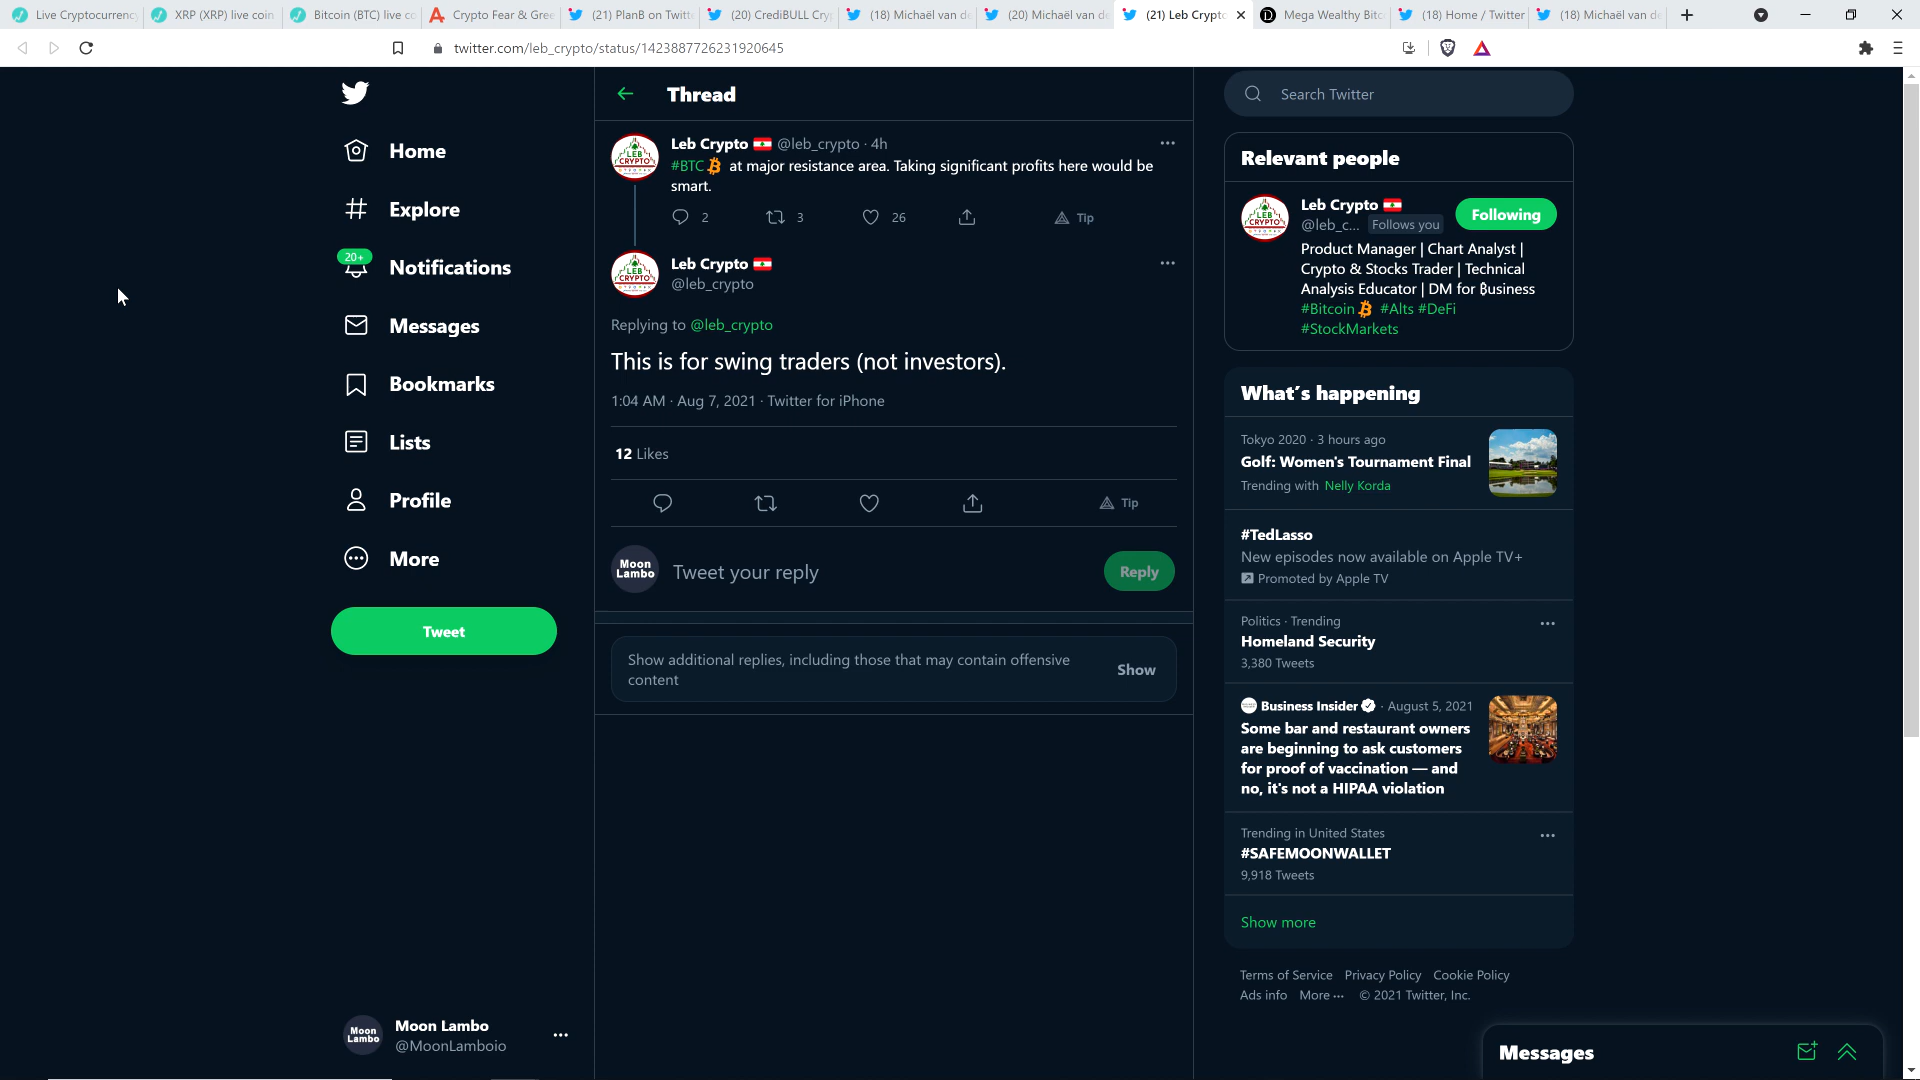 Live Cryptocurrency
XRP (XRP) live coin
Bitcoin (BTC) live co
Crypto Fear & Gree
(21) PlanB on Twitt
(20) CrediBULL Cry
(18) Michaël van de
(20) Michaël van de
(21) Leb Crypto
Mega Wealthy Bitc
(18) Home / Twitter
(18) Michaël van de
twitter.com/leb_crypto/status/1423887726231920645
Home
Explore
20+
Notifications
Messages
Bookmarks
Lists
Profile
More
Tweet
Moon Lambo
Moon Lambo
@MoonLamboio
Thread
LEB CRYPTO
Leb Crypto 🇱🇧 @leb_crypto · 4h
#BTC at major resistance area. Taking significant profits here would be
smart.
2 3 26 Tip
LEB CRYPTO
Leb Crypto 🇱🇧
@leb_crypto
Replying to @leb_crypto
This is for swing traders (not investors).
1:04 AM · Aug 7, 2021 · Twitter for iPhone
12 Likes
Tip
Moon Lambo
Tweet your reply
Reply
Show additional replies, including those that may contain offensive
content
Show
Search Twitter
Relevant people
LEB CRYPTO
Leb Crypto 🇱🇧
@leb_c... Follows you
Following
Product Manager | Chart Analyst |
Crypto & Stocks Trader | Technical
Analysis Educator | DM for ₿usiness
#Bitcoin #Alts #DeFi
#StockMarkets
What's happening
Tokyo 2020 · 3 hours ago
Golf: Women's Tournament Final
Trending with Nelly Korda
#TedLasso
New episodes now available on Apple TV+
Promoted by Apple TV
Politics · Trending
Homeland Security
3,380 Tweets
Business Insider · August 5, 2021
Some bar and restaurant owners
are beginning to ask customers
for proof of vaccination — and
no, it's not a HIPAA violation
Trending in United States
#SAFEMOONWALLET
9,918 Tweets
Show more
Terms of Service Privacy Policy Cookie Policy
Ads info More ··· © 2021 Twitter, Inc.
Messages